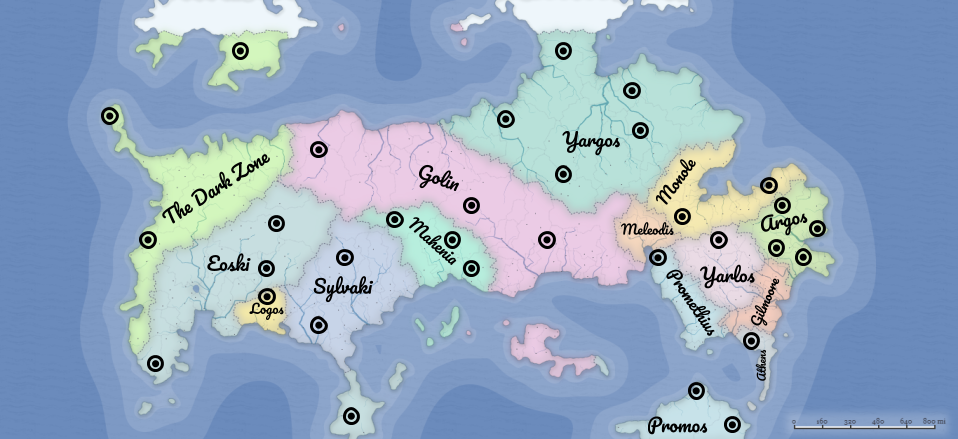 Yargos
The Dark Zone
Golin
Monole
Argos
Meleodis
Mahenia
Eoski
Sylvaki
Yarlos
Promethius
Gilmoore
Logos
Athens
Promos
0 160 320 480 640 800 mi